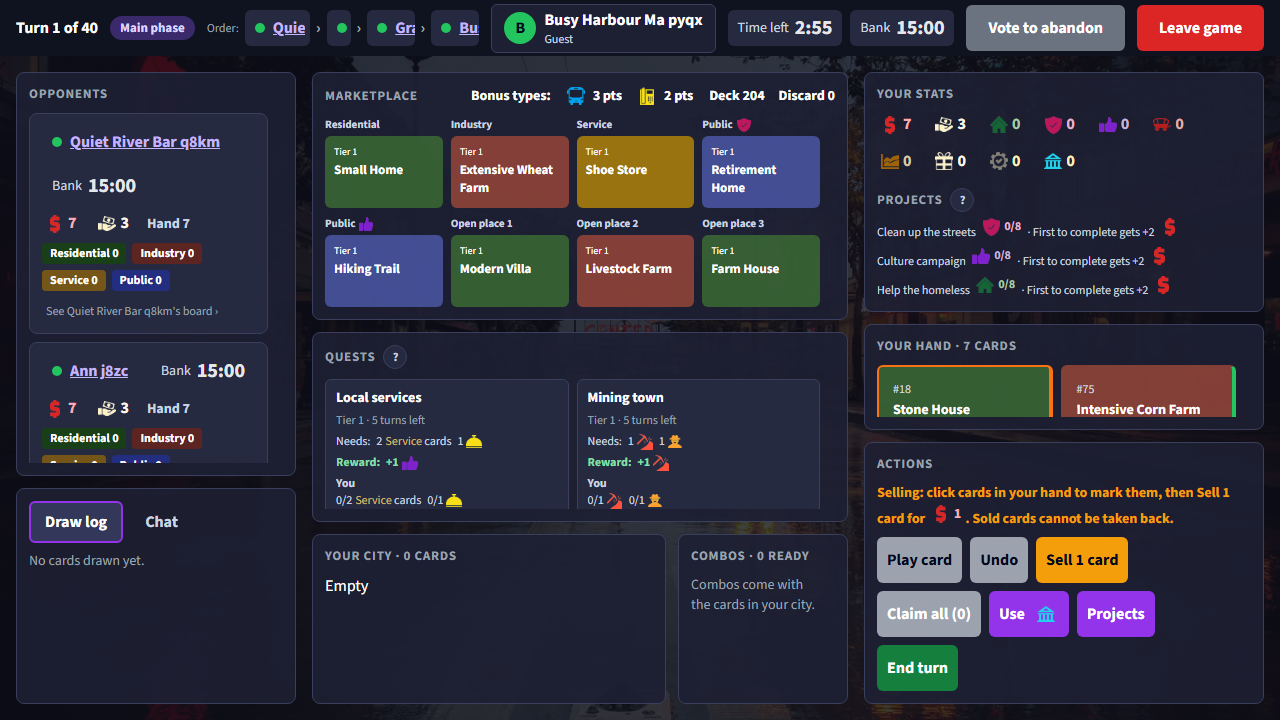 Turn 1 of 40
Main phase
Order:
Quie
›
›
Gra
›
Bu
B
Busy Harbour Ma pyqx
Guest
Time left 2:55
Bank 15:00
Vote to abandon
Leave game
OPPONENTS
Quiet River Bar q8km
Bank 15:00
7 3 Hand 7
Residential 0 Industry 0
Service 0 Public 0
See Quiet River Bar q8km's board ›
Ann j8zc Bank 15:00
7 3 Hand 7
Residential 0 Industry 0
Service 0 Public 0
Draw log Chat
No cards drawn yet.
MARKETPLACE
Bonus types: 3 pts 2 pts Deck 204 Discard 0
Residential Industry Service Public
Tier 1
Small Home
Tier 1
Extensive Wheat
Farm
Tier 1
Shoe Store
Tier 1
Retirement
Home
Public Open place 1 Open place 2 Open place 3
Tier 1
Hiking Trail
Tier 1
Modern Villa
Tier 1
Livestock Farm
Tier 1
Farm House
QUESTS ?
Local services
Tier 1 · 5 turns left
Needs: 2 Service cards 1
Reward: +1
You
0/2 Service cards 0/1
Mining town
Tier 1 · 5 turns left
Needs: 1 1
Reward: +1
You
0/1 0/1
YOUR CITY · 0 CARDS
Empty
COMBOS · 0 READY
Combos come with
the cards in your city.
YOUR STATS
7 3 0 0 0 0
0 0 0 0
PROJECTS ?
Clean up the streets 0/8 · First to complete gets +2
Culture campaign 0/8 · First to complete gets +2
Help the homeless 0/8 · First to complete gets +2
YOUR HAND · 7 CARDS
#18
Stone House
#75
Intensive Corn Farm
ACTIONS
Selling: click cards in your hand to mark them, then Sell 1
card for 1 . Sold cards cannot be taken back.
Play card Undo Sell 1 card
Claim all (0) Use Projects
End turn